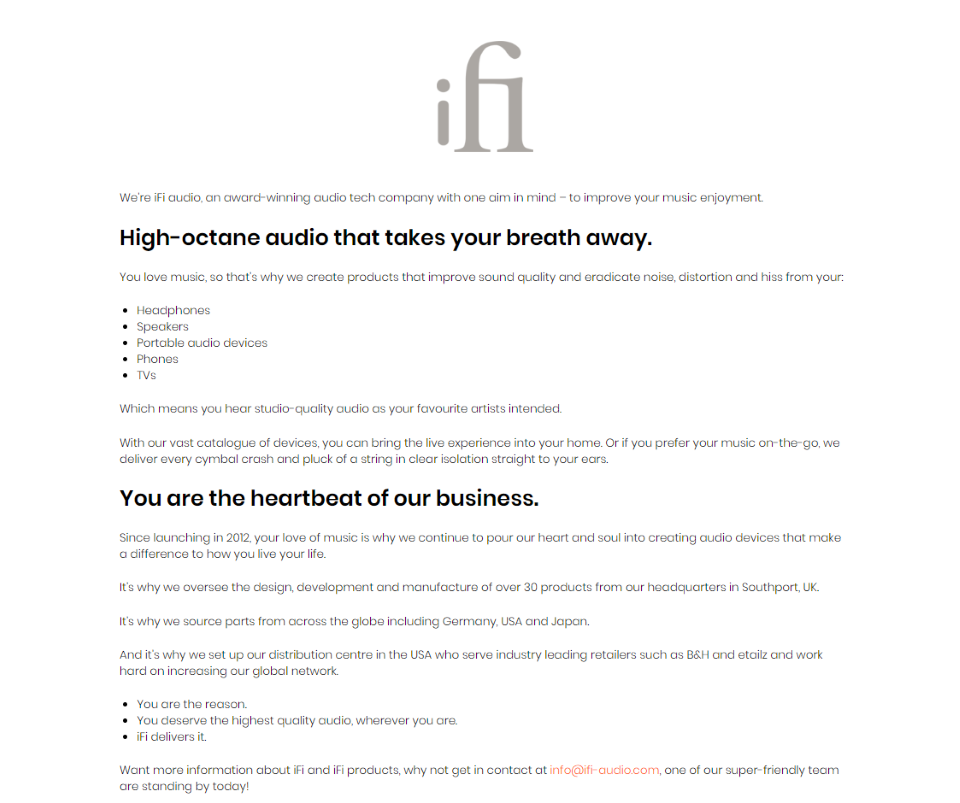 ifi
We're iFi audio, an award-winning audio tech company with one aim in mind – to improve your music enjoyment.
High-octane audio that takes your breath away.
You love music, so that's why we create products that improve sound quality and eradicate noise, distortion and hiss from your:
• Headphones
• Speakers
• Portable audio devices
• Phones
• TVs
Which means you hear studio-quality audio as your favourite artists intended.
With our vast catalogue of devices, you can bring the live experience into your home. Or if you prefer your music on-the-go, we
deliver every cymbal crash and pluck of a string in clear isolation straight to your ears.
You are the heartbeat of our business.
Since launching in 2012, your love of music is why we continue to pour our heart and soul into creating audio devices that make
a difference to how you live your life.
It's why we oversee the design, development and manufacture of over 30 products from our headquarters in Southport, UK.
It's why we source parts from across the globe including Germany, USA and Japan.
And it's why we set up our distribution centre in the USA who serve industry leading retailers such as B&H and etailz and work
hard on increasing our global network.
• You are the reason.
• You deserve the highest quality audio, wherever you are.
• iFi delivers it.
Want more information about iFi and iFi products, why not get in contact at info@ifi-audio.com, one of our super-friendly team
are standing by today!